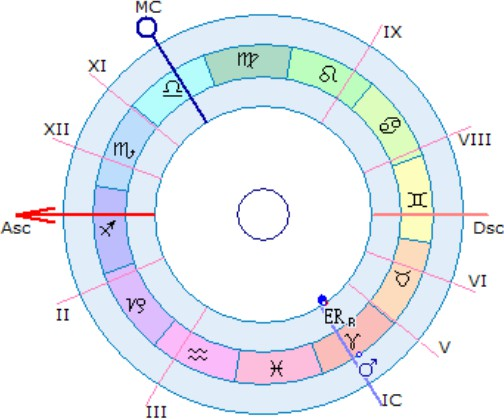 MC
IX
XI
♍
♌
♎
XII
♋
VIII
♏
♊
Asc
♐
Dsc
♉
VI
II
♑
ER R
♈
V
♒
♓
♂
IC
III